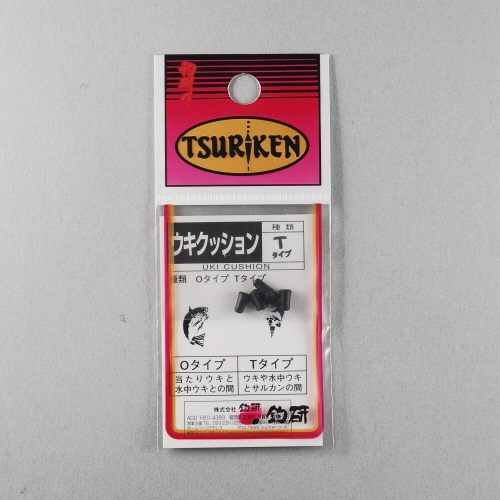 釣研
TSURiKEN
ウキクッション
種類
T
タイプ
UKI CUSHION
種類 Oタイプ Tタイプ
Oタイプ
Tタイプ
当たりウキと
水中ウキとの間
ウキや水中ウキ
とサルカンの間
株式会社 釣研
釣研